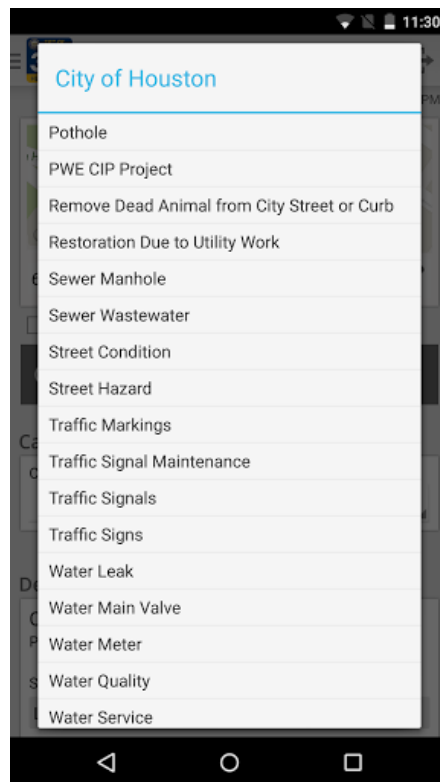 11:30
City of Houston
Pothole
PWE CIP Project
Remove Dead Animal from City Street or Curb
Restoration Due to Utility Work
Sewer Manhole
Sewer Wastewater
Street Condition
Street Hazard
Traffic Markings
Traffic Signal Maintenance
Traffic Signals
Traffic Signs
Water Leak
Water Main Valve
Water Meter
Water Quality
Water Service